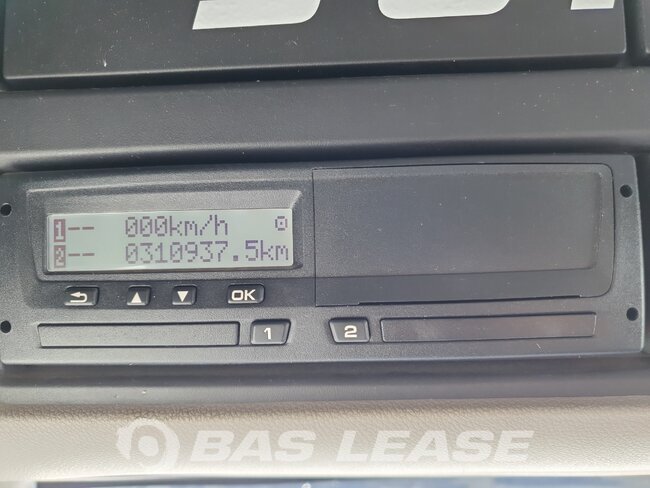 1 -- 000km/h
2 -- 0310937.5km
OK
1 2
BAS LEASE